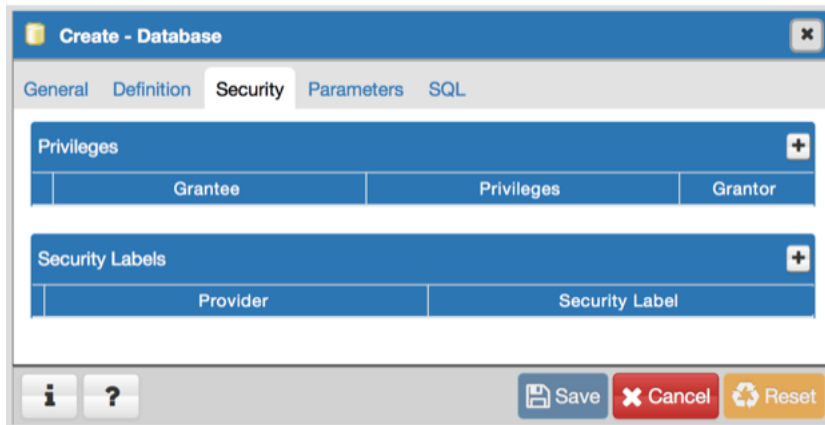 Create - Database
General Definition Security Parameters SQL
Privileges
Grantee Privileges Grantor
Security Labels
Provider Security Label
i ? Save Cancel Reset